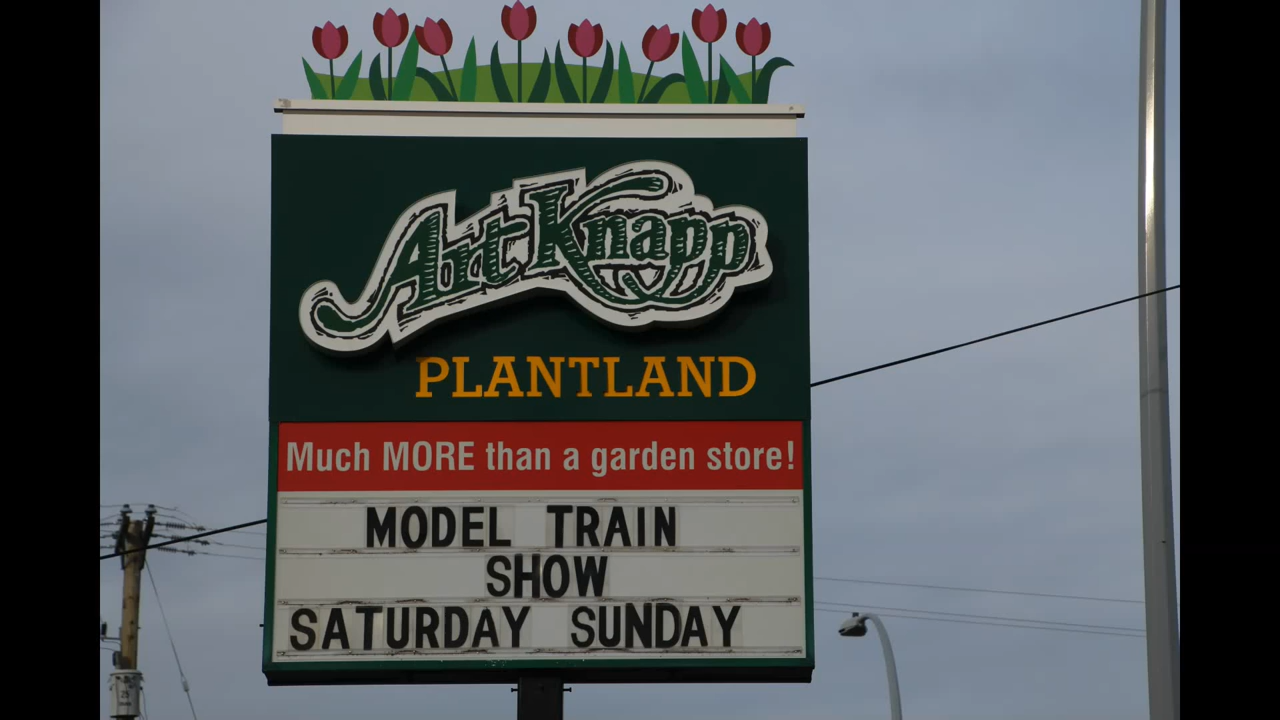 Art Knapp
PLANTLAND
Much MORE than a garden store!
MODEL TRAIN
SHOW
SATURDAY SUNDAY